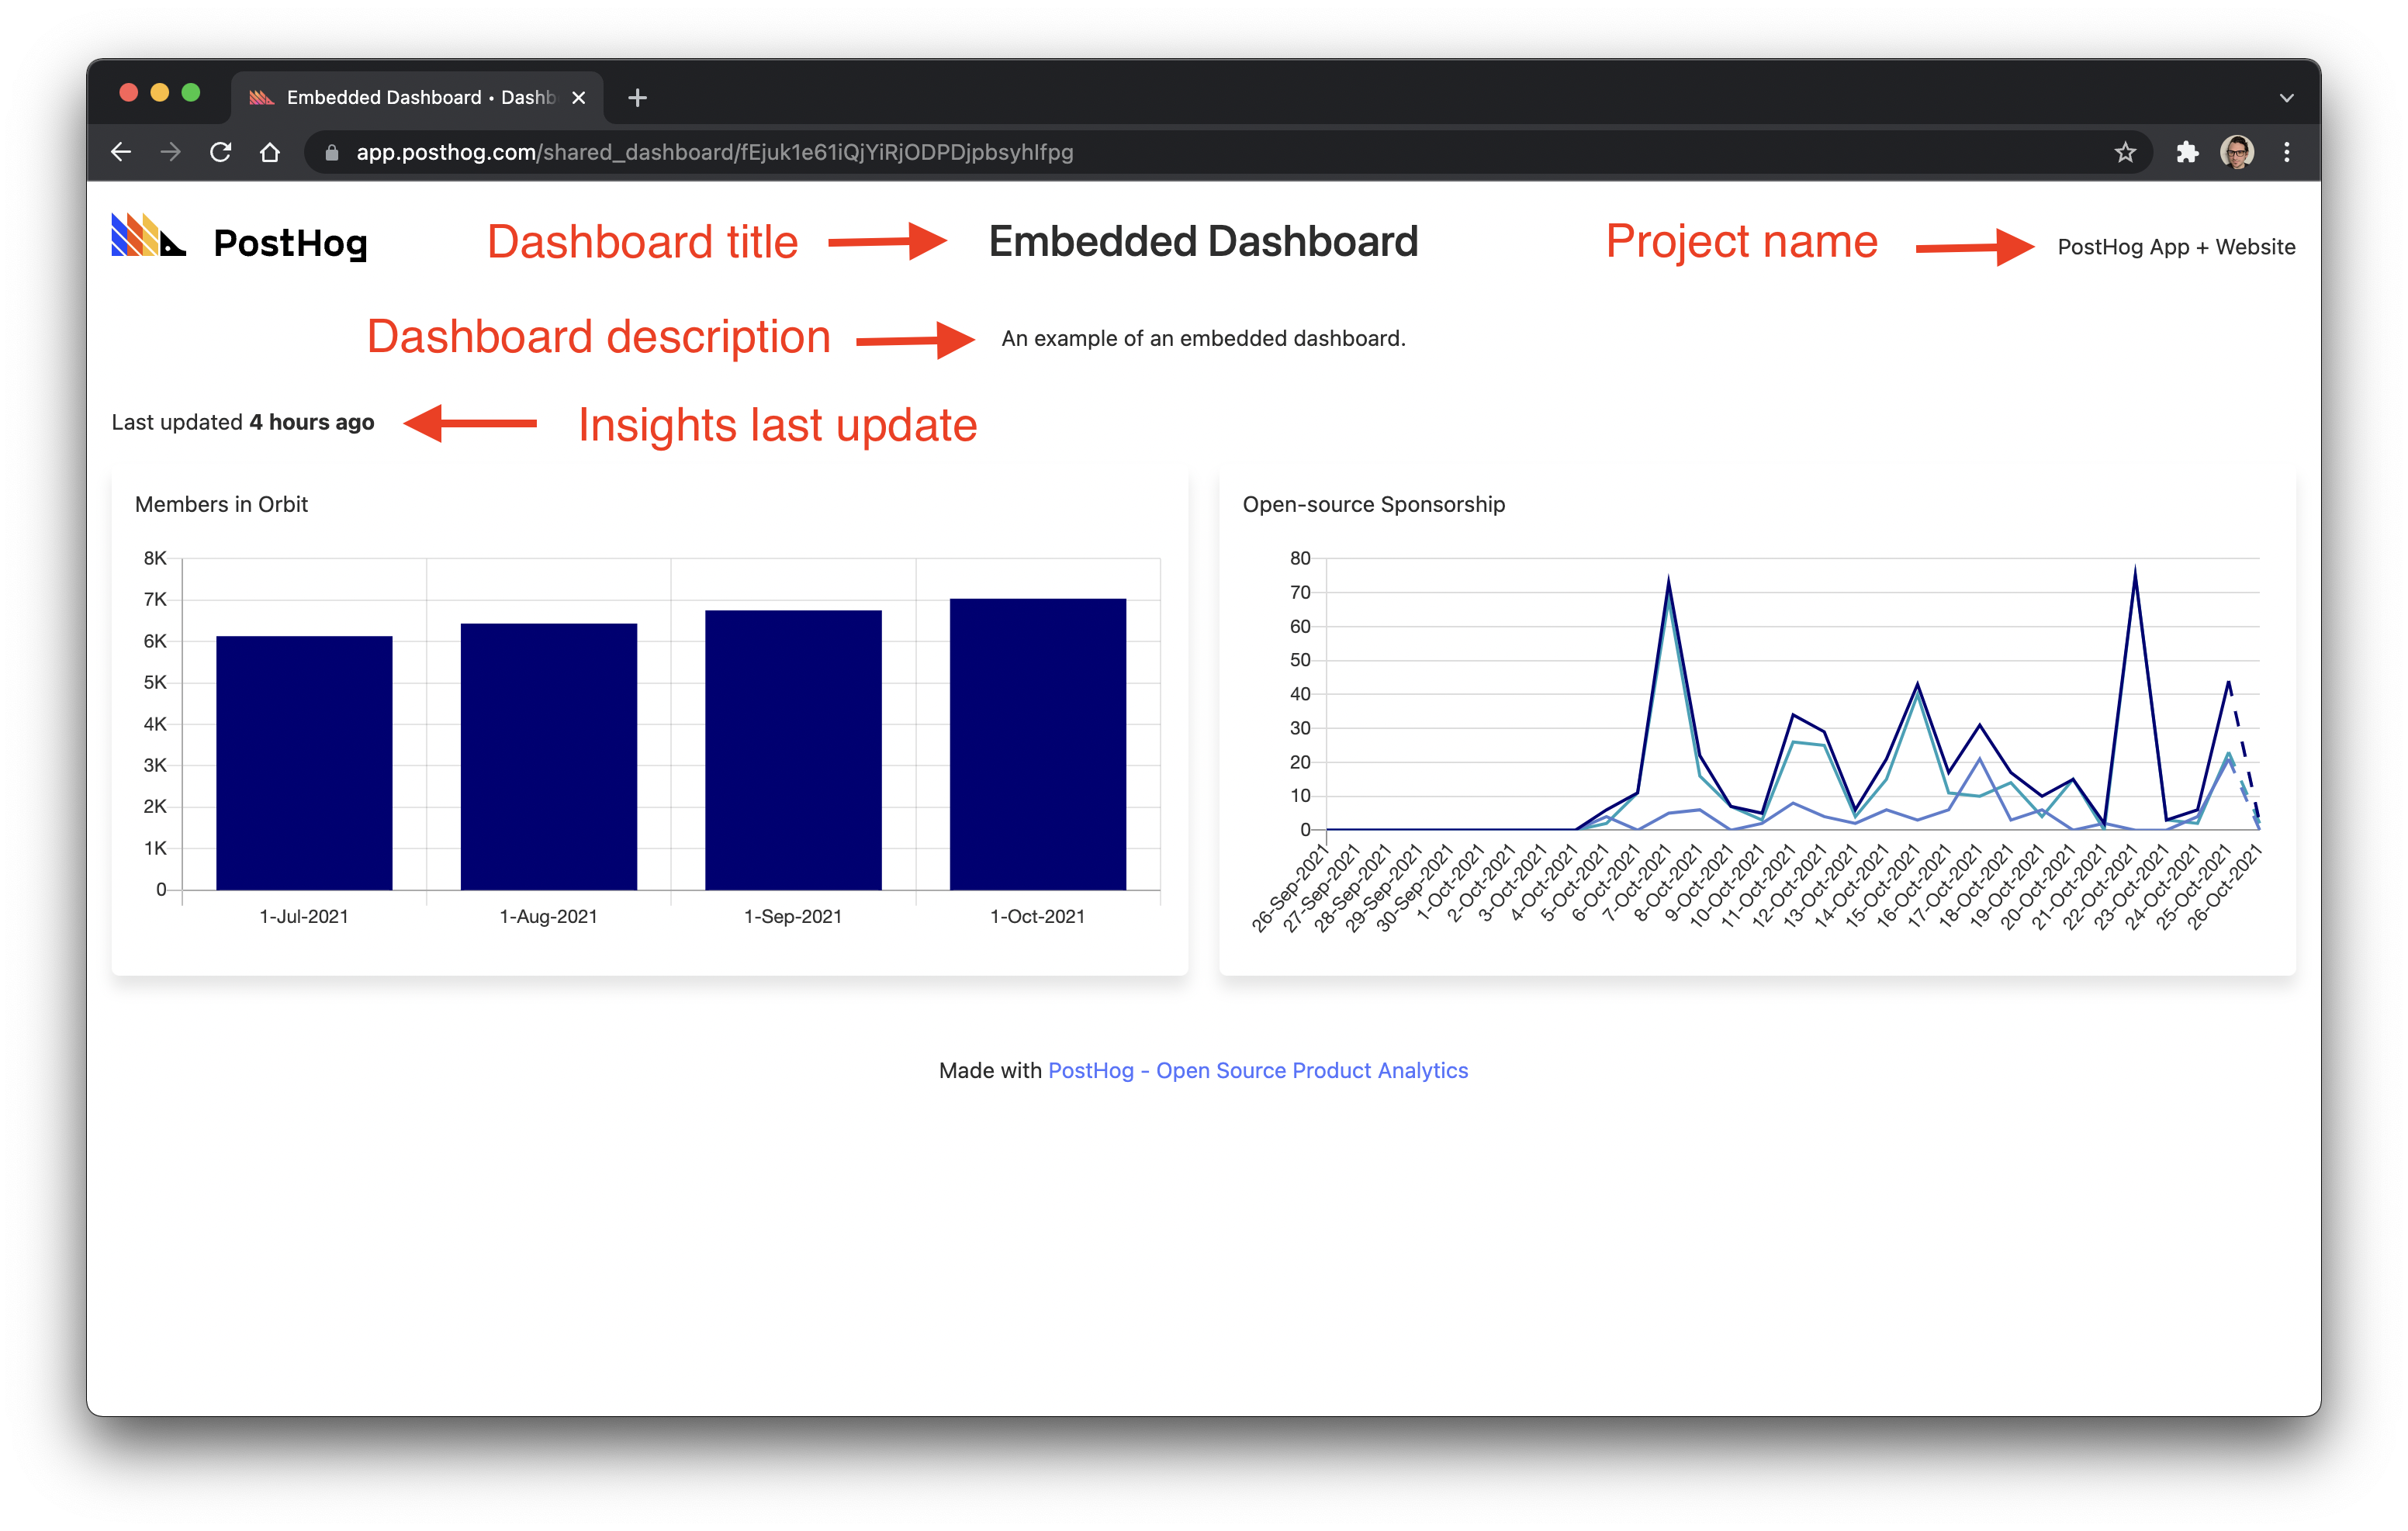 Embedded Dashboard • Dashb
app.posthog.com/shared_dashboard/fEjuk1e61iQjYiRjODPDjpbsyhIfpg
PostHog
Dashboard title
Embedded Dashboard
Project name
PostHog App + Website
Dashboard description
An example of an embedded dashboard.
Last updated 4 hours ago
Insights last update
Members in Orbit
8K
7K
6K
5K
4K
3K
2K
1K
0
1-Jul-2021
1-Aug-2021
1-Sep-2021
1-Oct-2021
Open-source Sponsorship
80
70
60
50
40
30
20
10
0
26-Sep-2021
27-Sep-2021
28-Sep-2021
29-Sep-2021
30-Sep-2021
1-Oct-2021
2-Oct-2021
3-Oct-2021
4-Oct-2021
5-Oct-2021
6-Oct-2021
7-Oct-2021
8-Oct-2021
9-Oct-2021
10-Oct-2021
11-Oct-2021
12-Oct-2021
13-Oct-2021
14-Oct-2021
15-Oct-2021
16-Oct-2021
17-Oct-2021
18-Oct-2021
19-Oct-2021
20-Oct-2021
21-Oct-2021
22-Oct-2021
23-Oct-2021
24-Oct-2021
25-Oct-2021
26-Oct-2021
Made with PostHog - Open Source Product Analytics